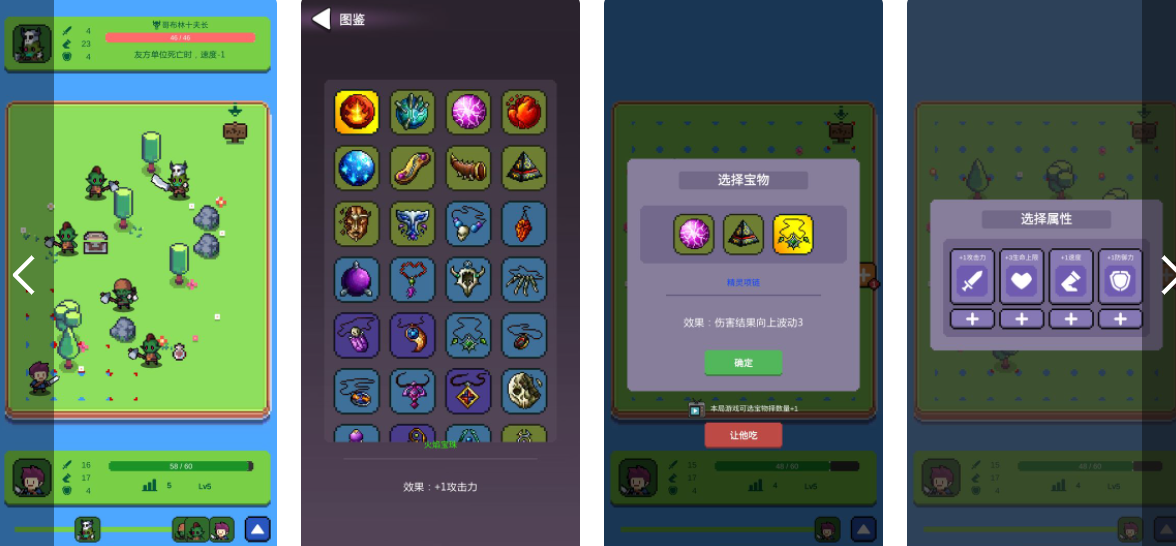 哥布林十夫长
4
46 / 46
23
4
友方单位死亡时，速度-1
16
58 / 60
17
4
5
Lv5
图鉴
火焰宝珠
效果：+1攻击力
选择宝物
精灵项链
效果：伤害结果向上波动3
确定
本局游戏可选宝物择数量+1
让他吃
15
48 / 60
17
4
4
Lv5
选择属性
+1攻击力
+3生命上限
+1速度
+1防御力
15
17
4
4
Lv5